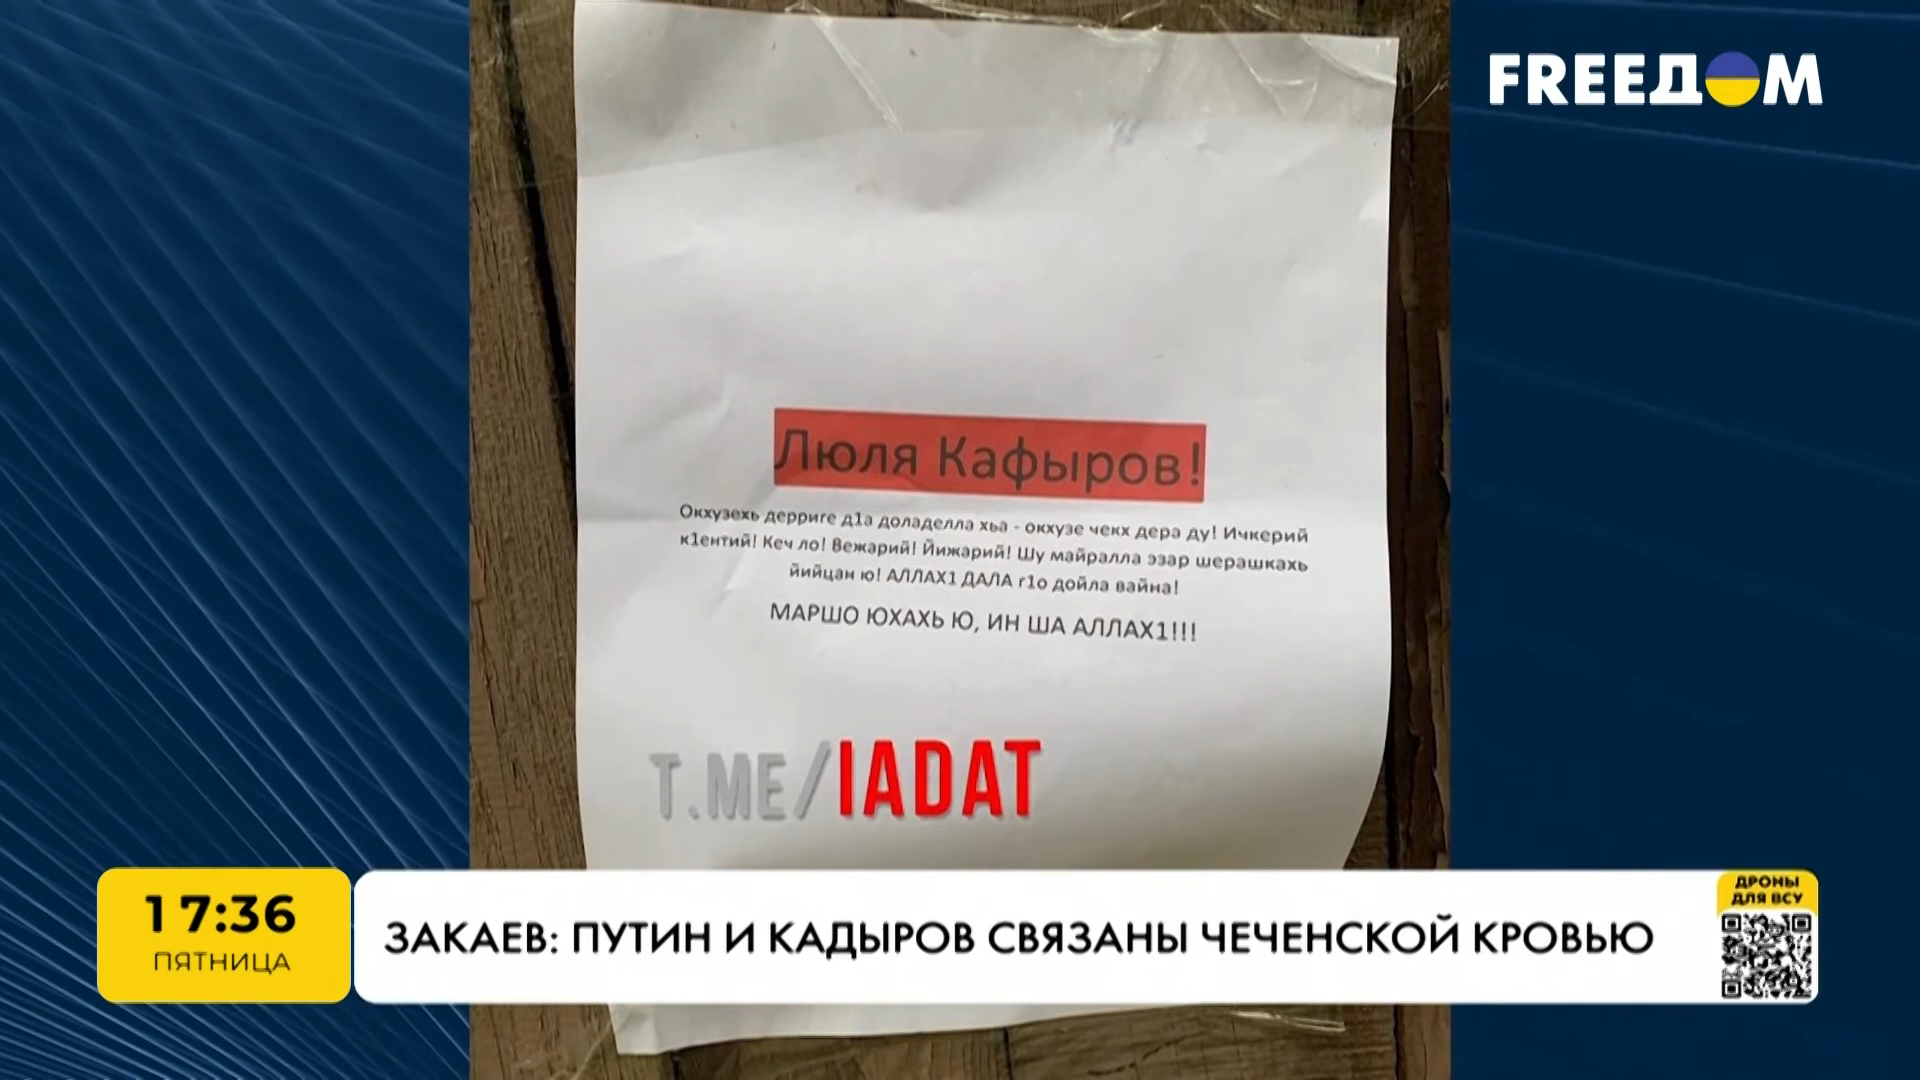 FREEДOM
Люля Кафыров!
Оккхузехь дерриге д1а доладелла хьа - окхузе чекх дера ду! Ичкерий
к1ентий! Кеч ло! Вежарий! Йижарий! Шу майралла эзар шерашкахь
йийцан ю! АЛЛАХ1 ДАЛА г1о дойла вайна!
МАРШО ЮХАХЬ Ю, ИН ША АЛЛАХ1!!!
T.ME/IADAT
17:36
ПЯТНИЦА
ЗАКАЕВ: ПУТИН И КАДЫРОВ СВЯЗАНЫ ЧЕЧЕНСКОЙ КРОВЬЮ
ДРОНЫ
ДЛЯ ВСУ